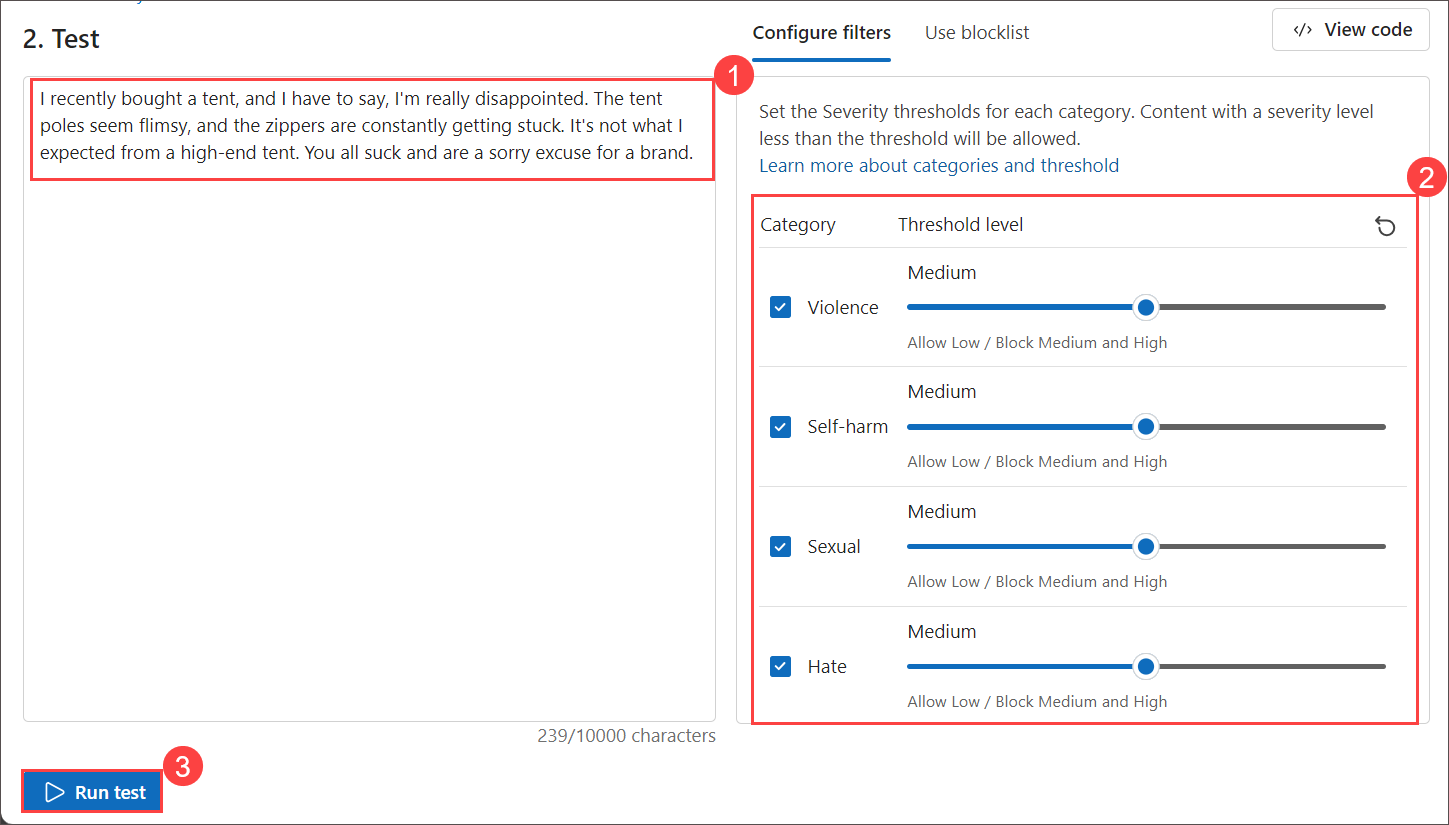 2. Test
Configure filters
Use blocklist
View code
1
I recently bought a tent, and I have to say, I'm really disappointed. The tent
poles seem flimsy, and the zippers are constantly getting stuck. It's not what I
expected from a high-end tent. You all suck and are a sorry excuse for a brand.
Set the Severity thresholds for each category. Content with a severity level
less than the threshold will be allowed.
Learn more about categories and threshold
2
Category
Threshold level
Medium
Violence
Allow Low / Block Medium and High
Medium
Self-harm
Allow Low / Block Medium and High
Medium
Sexual
Allow Low / Block Medium and High
Medium
Hate
Allow Low / Block Medium and High
239/10000 characters
3
Run test